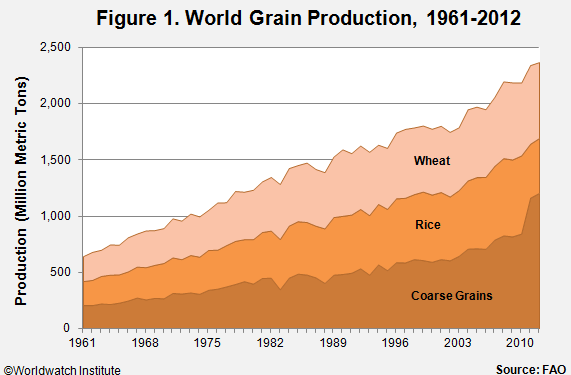 Figure 1. World Grain Production, 1961-2012
Production (Million Metric Tons)
2,500
2,000
1,500
1,000
500
0
Wheat
Rice
Coarse Grains
1961 1968 1975 1982 1989 1996 2003 2010
©Worldwatch Institute
Source: FAO